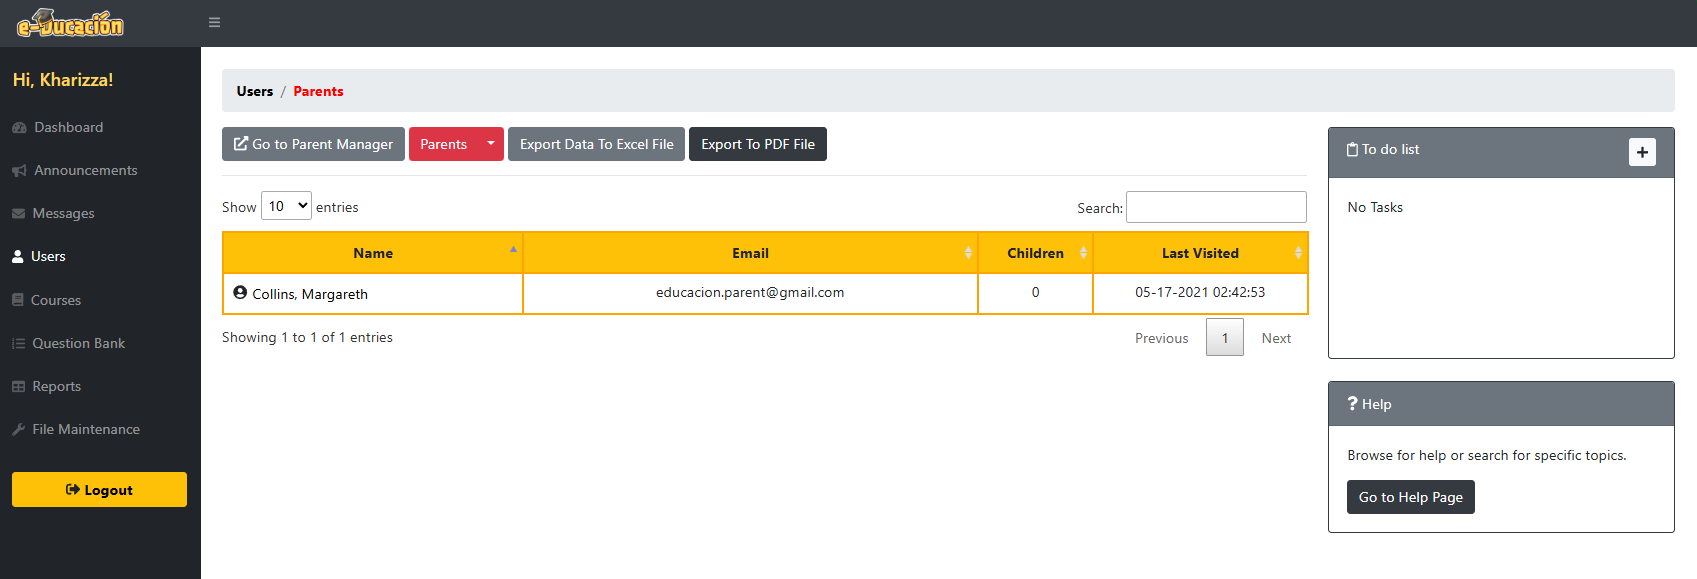 e-Ducación
Hi, Kharizza!
Dashboard
Announcements
Messages
Users
Courses
Question Bank
Reports
File Maintenance
Logout
Users / Parents
Go to Parent Manager Parents Export Data To Excel File Export To PDF File
Show 10 entries Search:
Name Email Children Last Visited
Collins, Margareth educacion.parent@gmail.com 0 05-17-2021 02:42:53
Showing 1 to 1 of 1 entries Previous 1 Next
To do list +
No Tasks
? Help
Browse for help or search for specific topics.
Go to Help Page